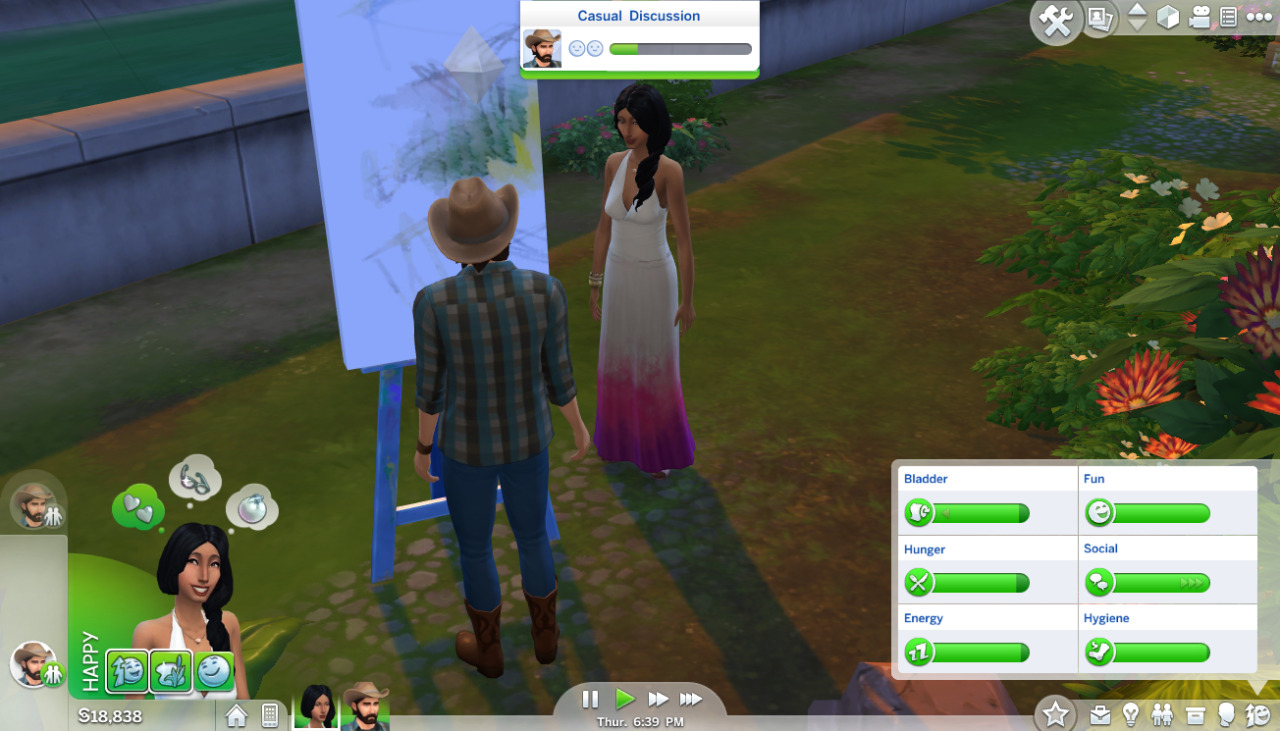 Casual Discussion
Bladder
Fun
Hunger
Social
Energy
Hygiene
HAPPY
§18,838
Thur. 6:39 PM